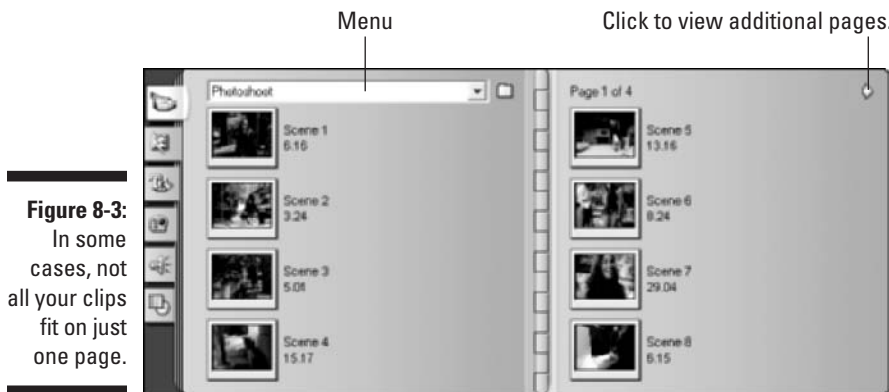 Menu
Click to view additional pages.
Photoshoot
Page 1 of 4
Scene 1
6.16
Scene 2
3.24
Scene 3
5.01
Scene 4
15.17
Scene 5
13.16
Scene 6
8.24
Scene 7
29.04
Scene 8
6.15
Figure 8-3:
In some
cases, not
all your clips
fit on just
one page.